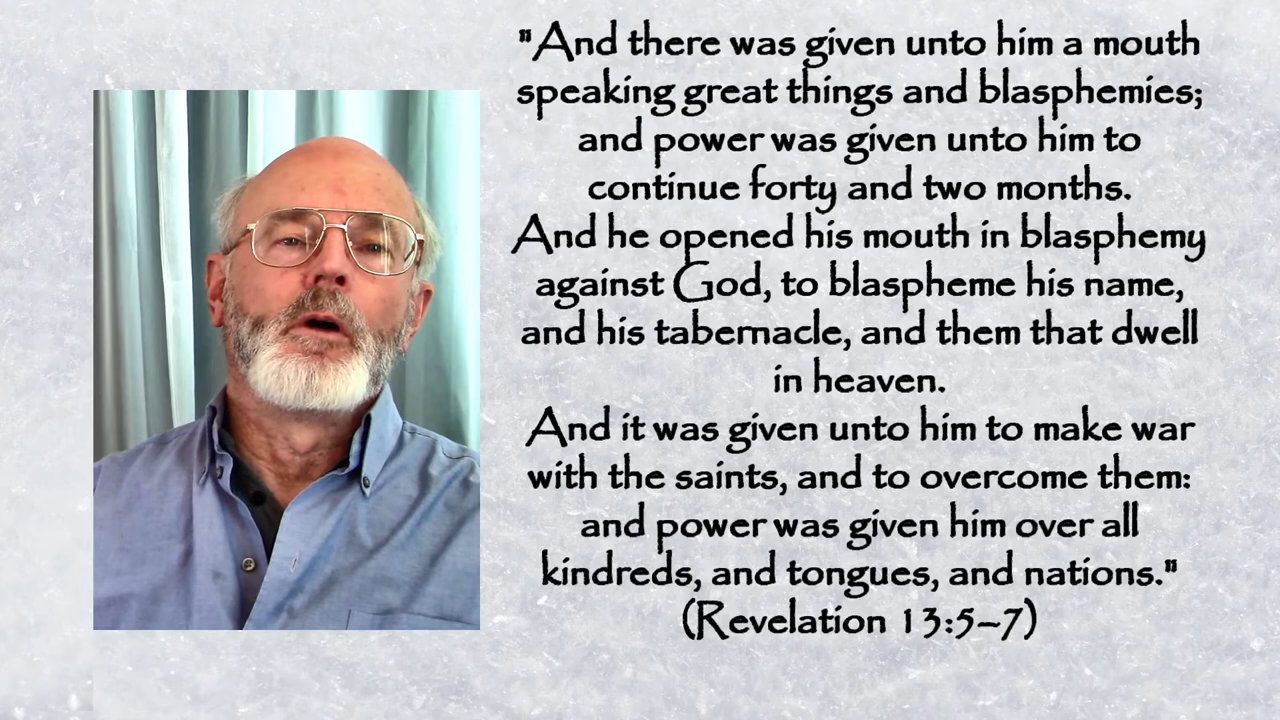 "And there was given unto him a mouth
speaking great things and blasphemies;
and power was given unto him to
continue forty and two months.
And he opened his mouth in blasphemy
against God, to blaspheme his name,
and his tabernacle, and them that dwell
in heaven.
And it was given unto him to make war
with the saints, and to overcome them:
and power was given him over all
kindreds, and tongues, and nations."
(Revelation 13:5–7)